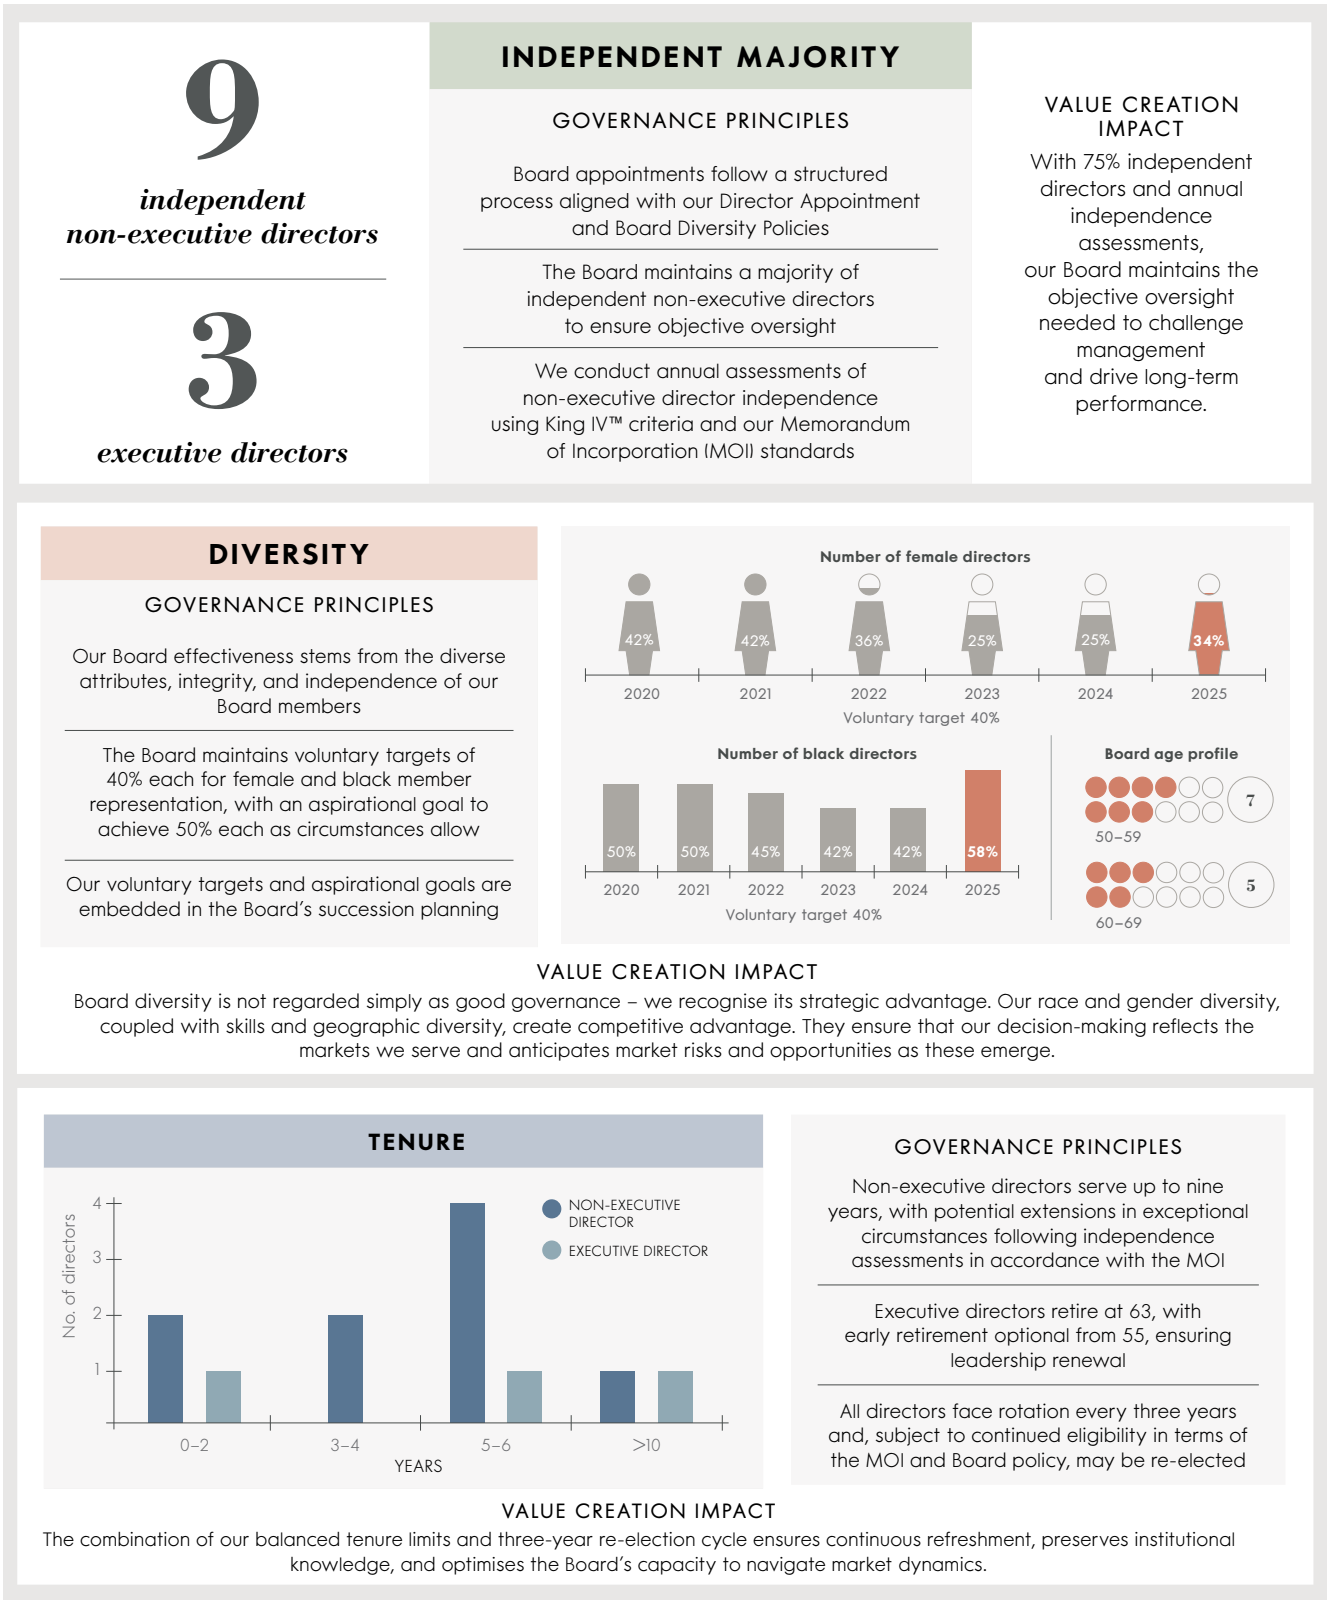 9
independent
non-executive directors
3
executive directors
INDEPENDENT MAJORITY
GOVERNANCE PRINCIPLES
Board appointments follow a structured
process aligned with our Director Appointment
and Board Diversity Policies
The Board maintains a majority of
independent non-executive directors
to ensure objective oversight
We conduct annual assessments of
non-executive director independence
using King IV™ criteria and our Memorandum
of Incorporation (MOI) standards
VALUE CREATION
IMPACT
With 75% independent
directors and annual
independence
assessments,
our Board maintains the
objective oversight
needed to challenge
management
and drive long-term
performance.
DIVERSITY
GOVERNANCE PRINCIPLES
Our Board effectiveness stems from the diverse
attributes, integrity, and independence of our
Board members
The Board maintains voluntary targets of
40% each for female and black member
representation, with an aspirational goal to
achieve 50% each as circumstances allow
Our voluntary targets and aspirational goals are
embedded in the Board’s succession planning
Number of female directors
42% 42% 36% 25% 25% 34%
2020 2021 2022 2023 2024 2025
Voluntary target 40%
Number of black directors
50% 50% 45% 42% 42% 58%
2020 2021 2022 2023 2024 2025
Voluntary target 40%
Board age profile
7
50–59
5
60–69
VALUE CREATION IMPACT
Board diversity is not regarded simply as good governance – we recognise its strategic advantage. Our race and gender diversity,
coupled with skills and geographic diversity, create competitive advantage. They ensure that our decision-making reflects the
markets we serve and anticipates market risks and opportunities as these emerge.
TENURE
No. of directors
4
3
2
1
NON-EXECUTIVE
DIRECTOR
EXECUTIVE DIRECTOR
0–2 3–4 5–6 >10
YEARS
GOVERNANCE PRINCIPLES
Non-executive directors serve up to nine
years, with potential extensions in exceptional
circumstances following independence
assessments in accordance with the MOI
Executive directors retire at 63, with
early retirement optional from 55, ensuring
leadership renewal
All directors face rotation every three years
and, subject to continued eligibility in terms of
the MOI and Board policy, may be re-elected
VALUE CREATION IMPACT
The combination of our balanced tenure limits and three-year re-election cycle ensures continuous refreshment, preserves institutional
knowledge, and optimises the Board’s capacity to navigate market dynamics.